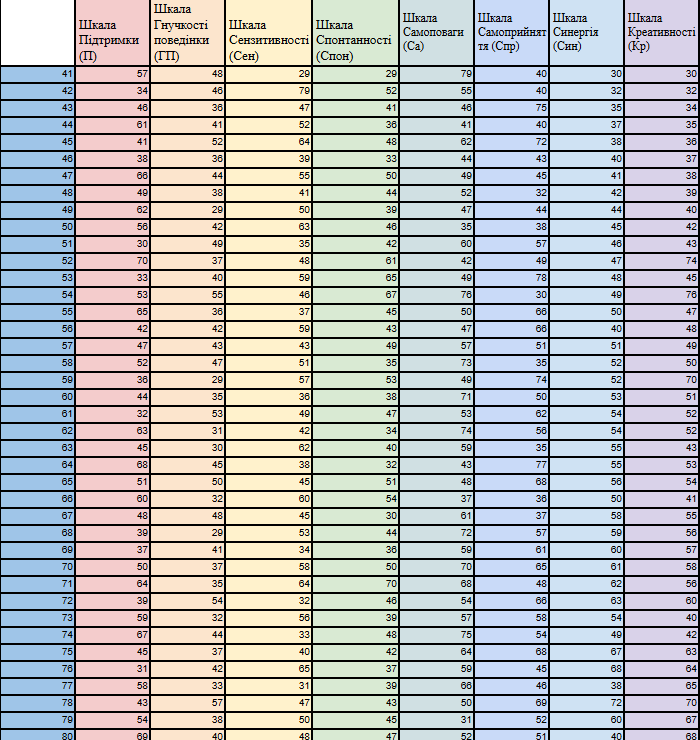 Шкала Підтримки (П) Шкала Гнучкості поведінки (ГП) Шкала Сензитивності (Сен) Шкала Спонтанності (Спон) Шкала Самоповаги (Са) Шкала Самоприйняття (Спр) Шкала Синергія (Син) Шкала Креативності (Кр)
41 57 48 29 29 79 40 30 30
42 34 46 79 52 55 40 32 32
43 46 36 47 41 46 75 35 34
44 61 41 52 36 41 40 37 35
45 41 52 64 48 62 72 38 36
46 38 36 39 33 44 43 40 37
47 66 44 55 50 49 45 41 38
48 49 38 41 44 52 32 42 39
49 62 29 50 39 47 44 44 40
50 56 42 63 46 35 38 45 42
51 30 49 35 42 60 57 46 43
52 70 37 48 61 42 49 47 74
53 33 40 59 65 49 78 48 45
54 53 55 46 67 76 30 49 76
55 65 36 37 45 50 66 50 47
56 42 42 59 43 47 66 40 48
57 47 43 43 49 57 51 51 49
58 52 47 51 35 73 35 52 50
59 36 29 57 53 49 74 52 70
60 44 35 36 38 71 50 53 51
61 32 53 49 47 53 62 54 52
62 63 31 42 34 74 56 54 52
63 45 30 62 40 59 35 55 43
64 68 45 38 32 43 77 55 53
65 51 50 45 51 48 68 56 54
66 60 32 60 54 37 36 50 41
67 48 48 45 30 61 37 58 55
68 39 29 53 44 72 57 59 56
69 37 41 34 36 59 61 60 57
70 50 37 58 50 70 65 61 58
71 64 35 64 70 68 48 62 56
72 39 54 32 46 54 66 63 60
73 59 32 56 39 57 58 54 40
74 67 44 33 48 75 54 49 42
75 45 37 40 42 64 68 67 63
76 31 42 65 37 59 45 68 64
77 58 33 31 39 66 46 38 65
78 43 57 47 43 50 69 72 70
79 54 38 50 45 31 52 60 67
80 69 40 48 47 52 51 40 68